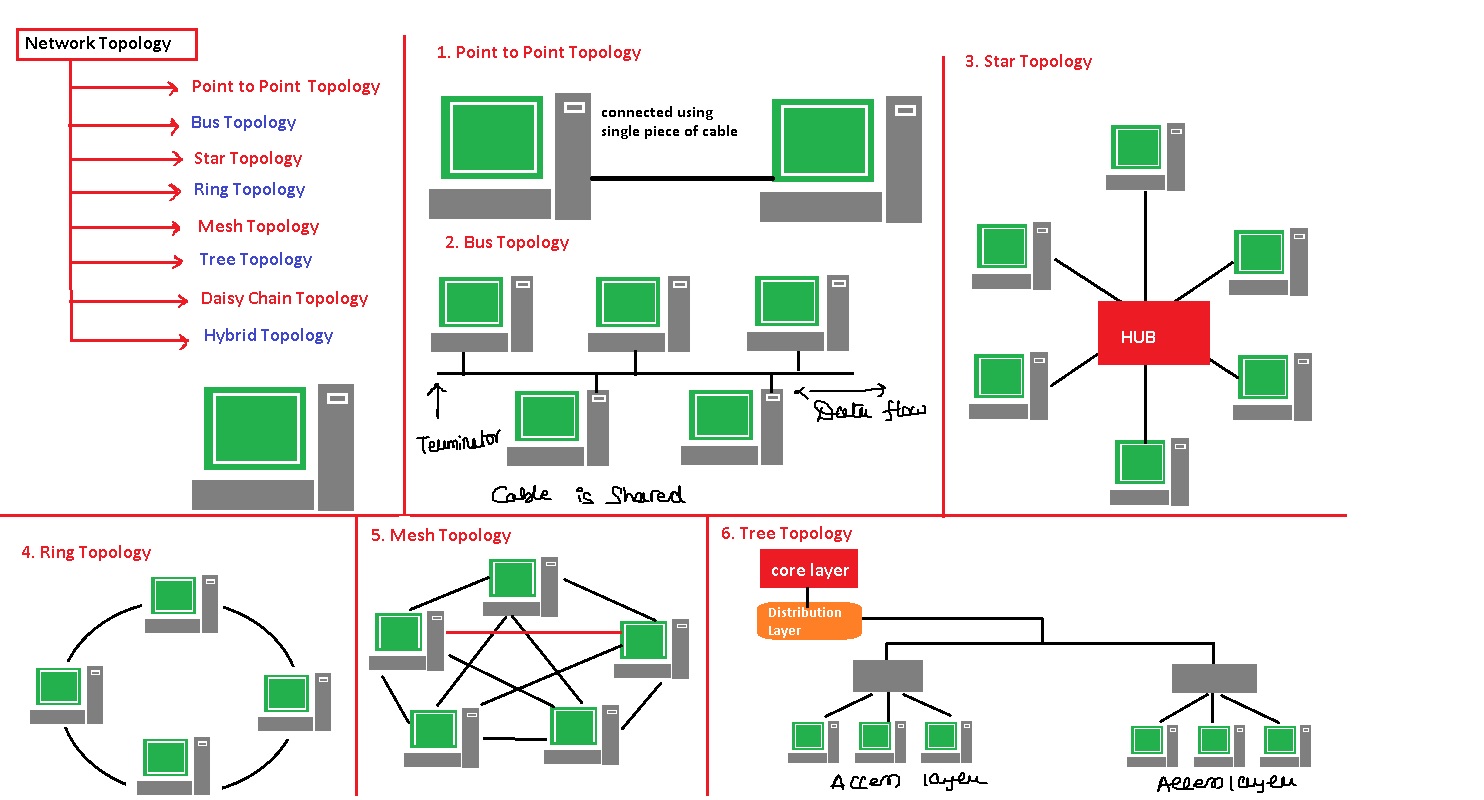 Network Topology
Point to Point Topology
Bus Topology
Star Topology
Ring Topology
Mesh Topology
Tree Topology
Daisy Chain Topology
Hybrid Topology
1. Point to Point Topology
connected using
single piece of cable
2. Bus Topology
Terminator
Data flow
Cable is Shared
3. Star Topology
HUB
4. Ring Topology
5. Mesh Topology
6. Tree Topology
core layer
Distribution
Layer
Access layer
Access layer